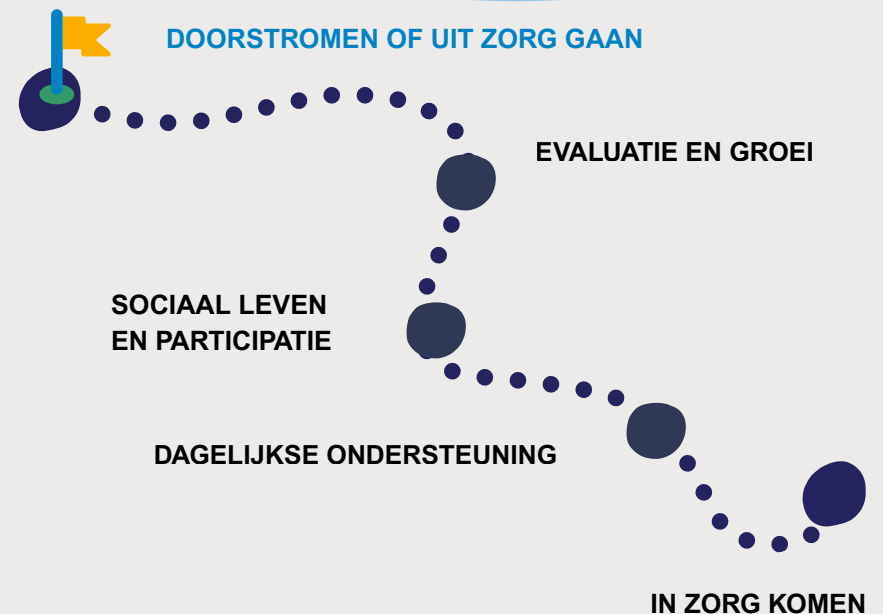 DOORSTROMEN OF UIT ZORG GAAN
EVALUATIE EN GROEI
SOCIAAL LEVEN
EN PARTICIPATIE
DAGELIJKSE ONDERSTEUNING
IN ZORG KOMEN